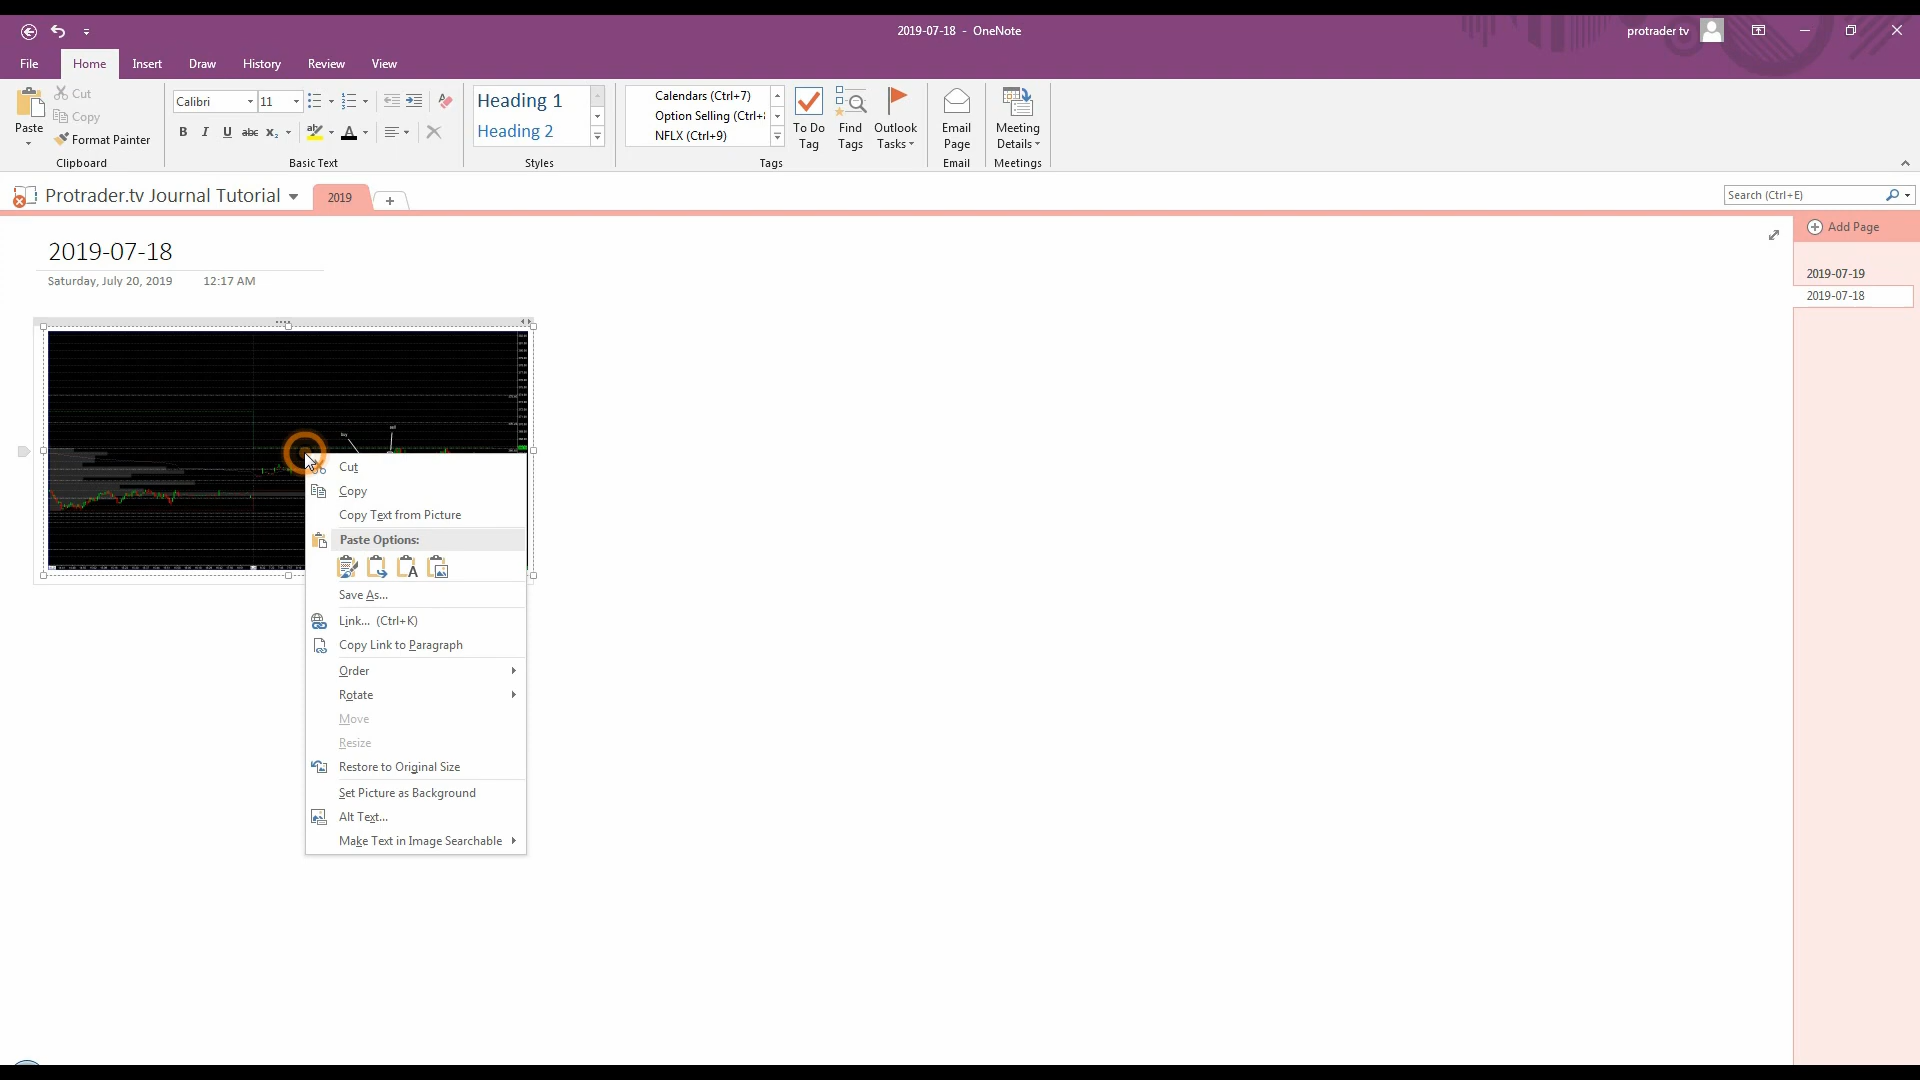 2019-07-18 - OneNote
protrader tv
File Home Insert Draw History Review View
Paste
Cut
Copy
Format Painter
Clipboard
Calibri 11
B I U abc x₂ ab A
Basic Text
Heading 1
Heading 2
Styles
Calendars (Ctrl+7)
Option Selling (Ctrl+
NFLX (Ctrl+9)
Tags
To Do Tag
Find Tags
Outlook Tasks
Email Page
Email
Meeting Details
Meetings
Protrader.tv Journal Tutorial
2019
Search (Ctrl+E)
Add Page
2019-07-19
2019-07-18
2019-07-18
Saturday, July 20, 2019 12:17 AM
buy
sell
Cut
Copy
Copy Text from Picture
Paste Options:
Save As...
Link... (Ctrl+K)
Copy Link to Paragraph
Order
Rotate
Move
Resize
Restore to Original Size
Set Picture as Background
Alt Text...
Make Text in Image Searchable